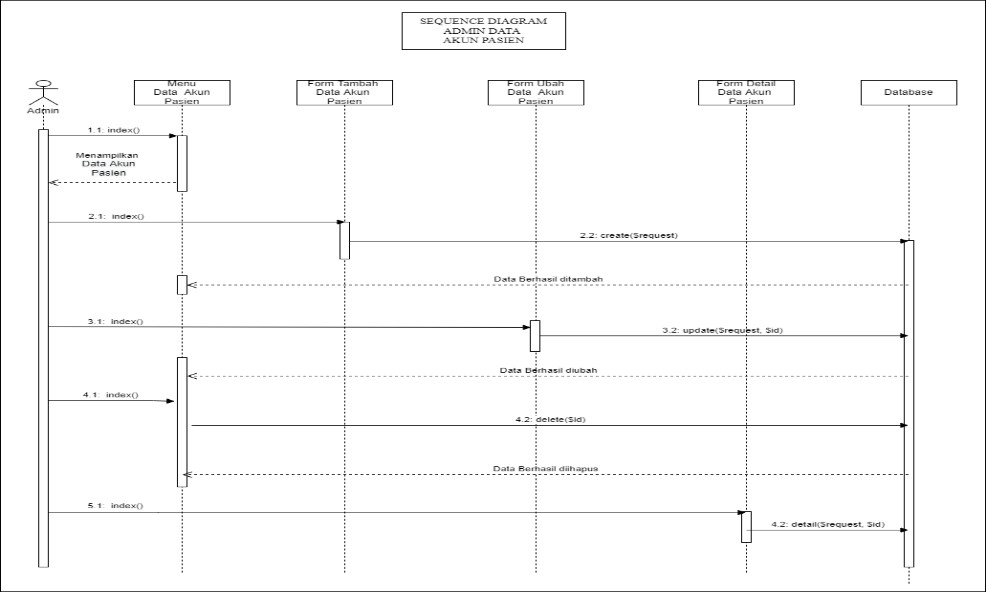 SEQUENCE DIAGRAM
ADMIN DATA
AKUN PASIEN
Admin
Menu
Data Akun
Pasien
Form Tambah
Data Akun
Pasien
Form Ubah
Data Akun
Pasien
Form Detail
Data Akun
Pasien
Database
1.1: index()
Menampilkan
Data Akun
Pasien
2.1: index()
2.2: create($request)
Data Berhasil ditambah
3.1: index()
3.2: update($request, $id)
Data Berhasil diubah
4.1: index()
4.2: delete($id)
Data Berhasil diihapus
5.1: index()
4.2: detail($request, $id)